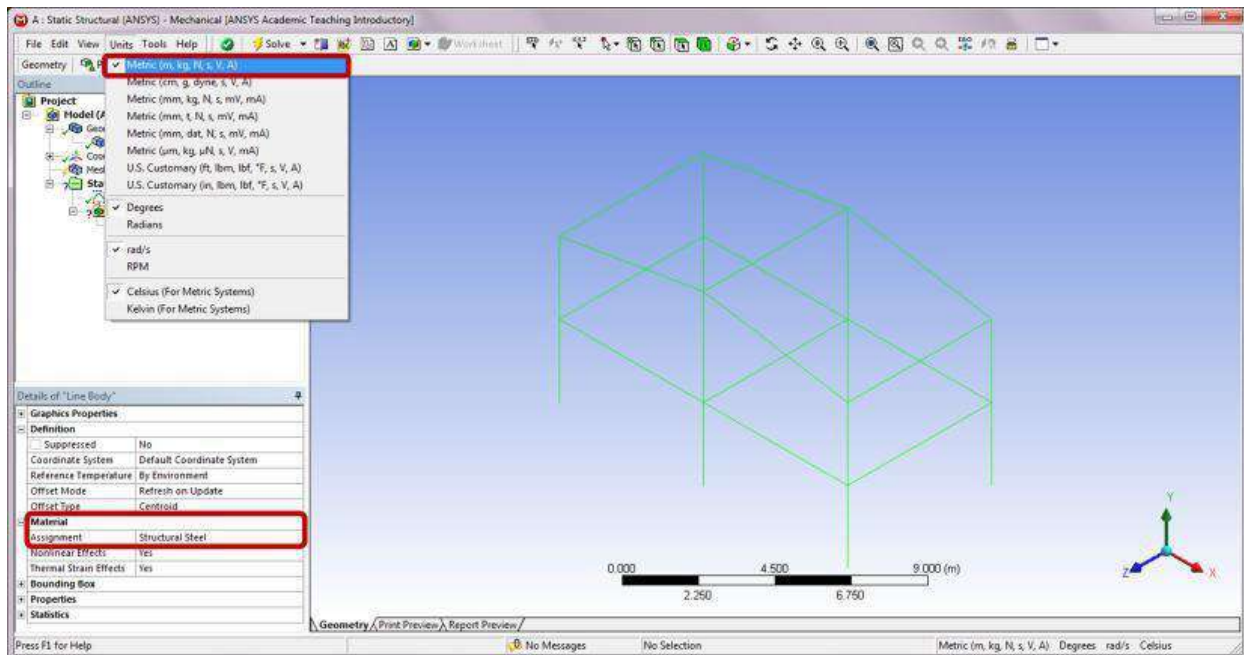 A : Static Structural (ANSYS) - Mechanical [ANSYS Academic Teaching Introductory]
File Edit View Units Tools Help Solve Worksheet
Geometry
Metric (m, kg, N, s, V, A)
Metric (cm, g, dyne, s, V, A)
Metric (mm, kg, N, s, mV, mA)
Metric (mm, t, N, s, mV, mA)
Metric (mm, dat, N, s, mV, mA)
Metric (µm, kg, µN, s, V, mA)
U.S. Customary (ft, lbm, lbf, °F, s, V, A)
U.S. Customary (in, lbm, lbf, °F, s, V, A)
Degrees
Radians
rad/s
RPM
Celsius (For Metric Systems)
Kelvin (For Metric Systems)
Outline
Project
Model (A
Geo
Coo
Mes
Sta
Details of "Line Body"
Graphics Properties
Definition
Suppressed No
Coordinate System Default Coordinate System
Reference Temperature By Environment
Offset Mode Refresh on Update
Offset Type Centroid
Material
Assignment Structural Steel
Nonlinear Effects Yes
Thermal Strain Effects Yes
Bounding Box
Properties
Statistics
0.000 4.500 9.000 (m)
2.250 6.750
Y
Z X
Geometry Print Preview Report Preview
Press F1 for Help No Messages No Selection Metric (m, kg, N, s, V, A) Degrees rad/s Celsius